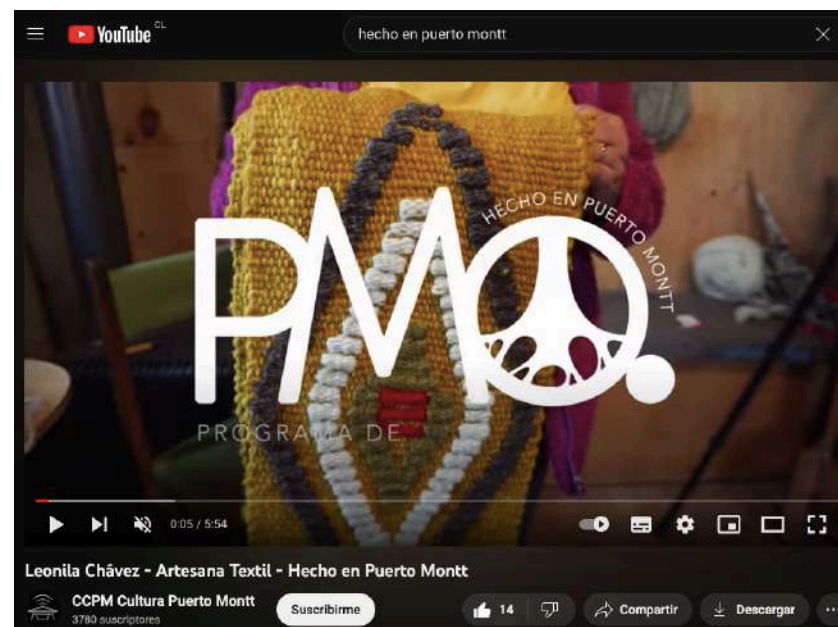 YouTube CL
hecho en puerto montt
PMO.
HECHO EN PUERTO MONTT
PROGRAMA DE
0:05 / 5:54
Leonila Chávez - Artesana Textil - Hecho en Puerto Montt
CCPM Cultura Puerto Montt
3780 suscriptores
Suscribirme
14
Compartir
Descargar